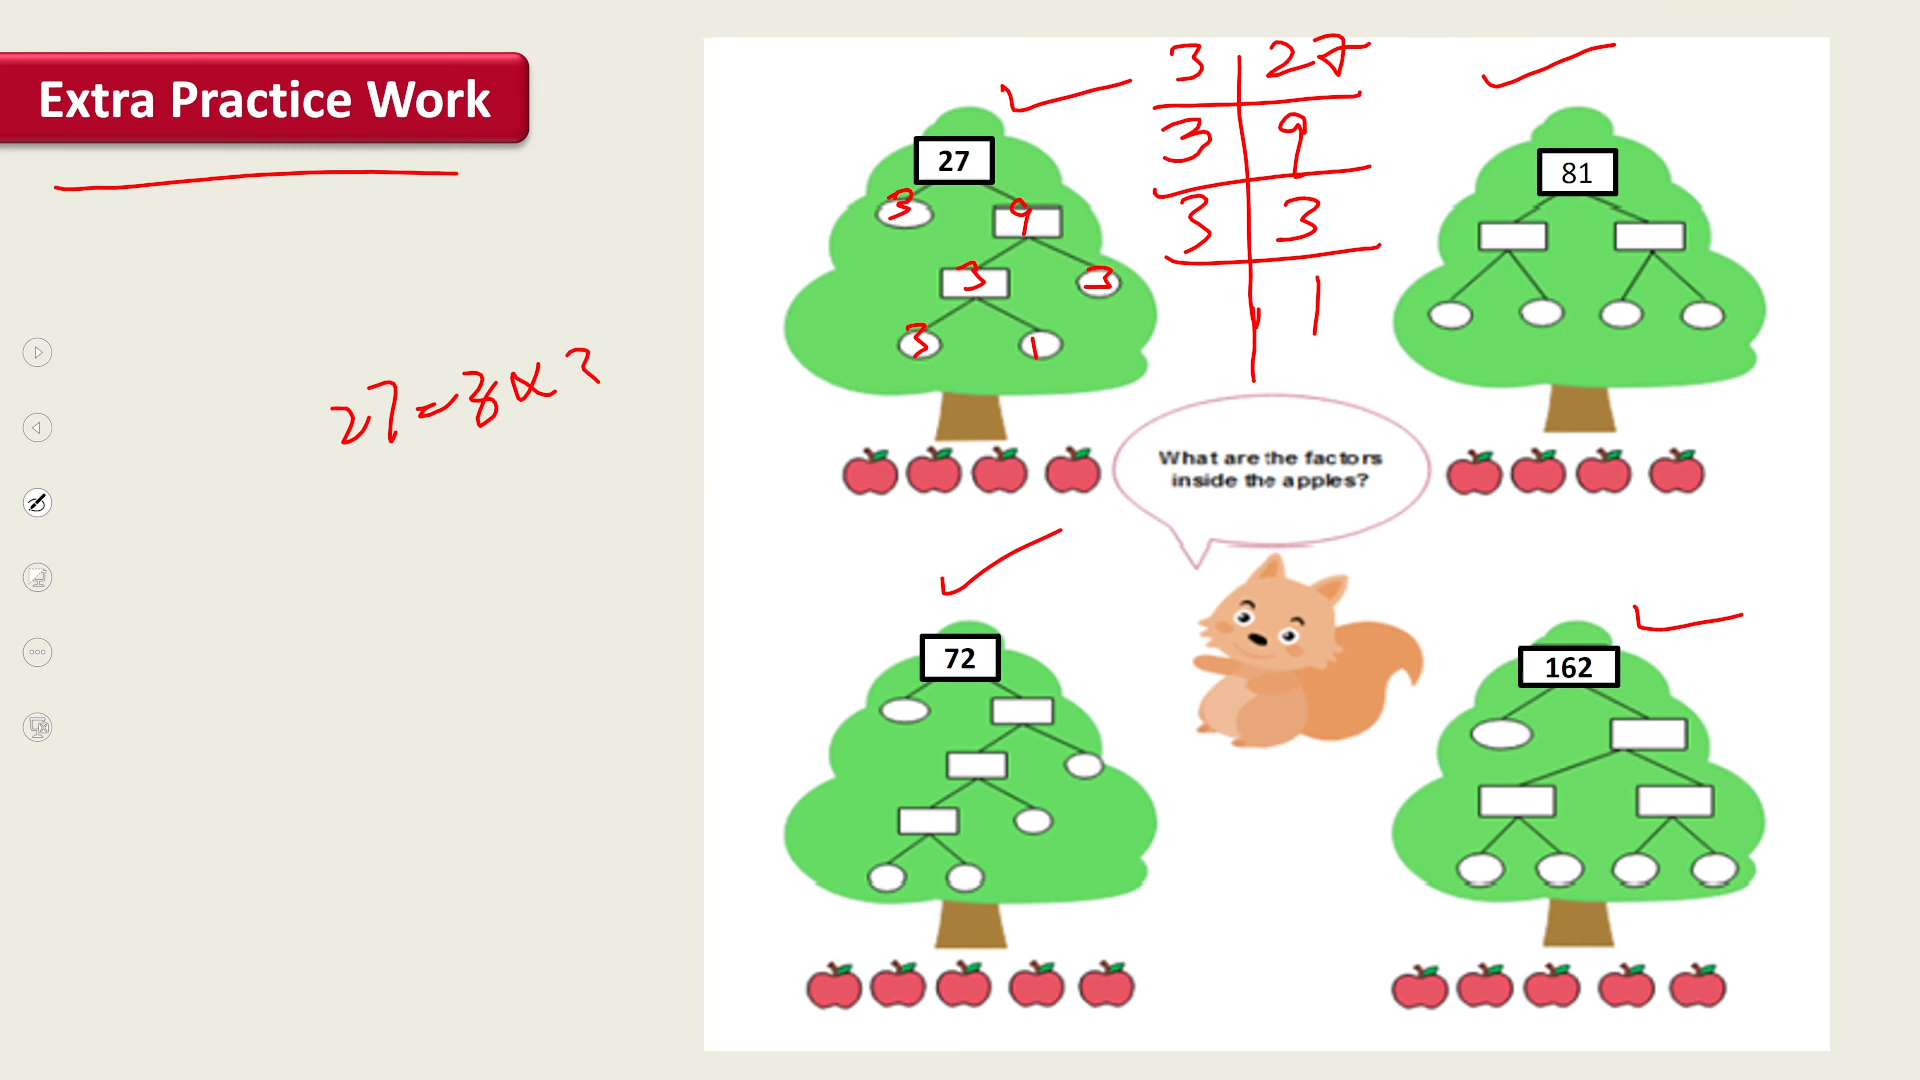 Extra Practice Work
3 27
3 9
3 3
1
27
3 9
3 3
3 1
81
27 = 3 x 3
What are the factors
inside the apples?
72
162